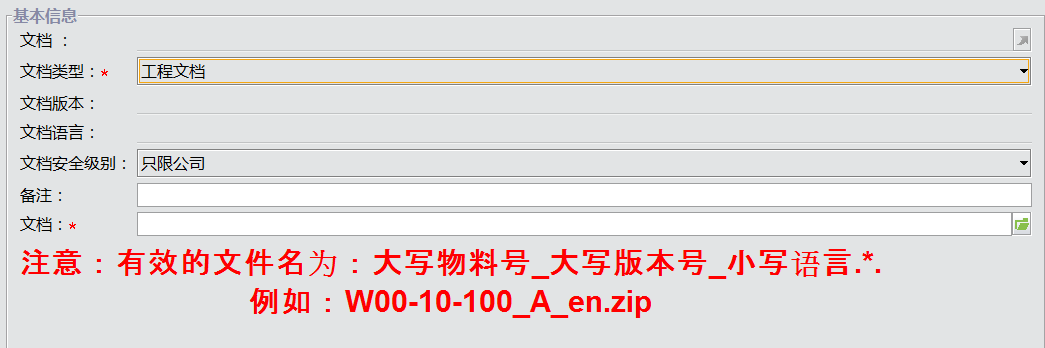 基本信息
文档 :
文档类型: * 工程文档
文档版本:
文档语言:
文档安全级别: 只限公司
备注:
文档: *
注意:有效的文件名为:大写物料号_大写版本号_小写语言.*.
例如:W00-10-100_A_en.zip